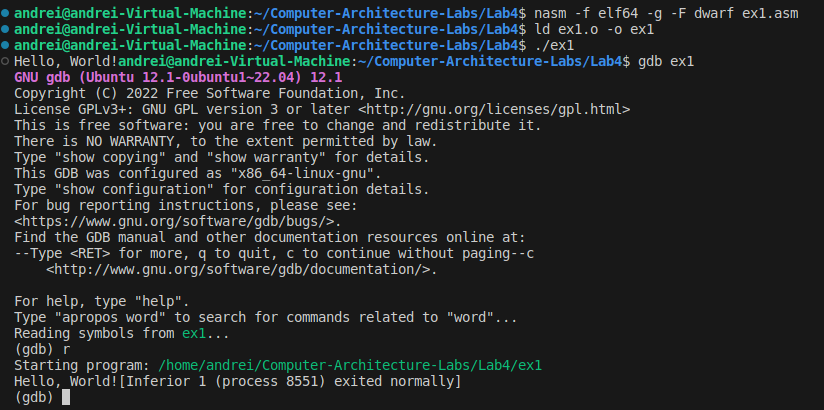 andrei@andrei-Virtual-Machine:~/Computer-Architecture-Labs/Lab4$ nasm -f elf64 -g -F dwarf ex1.asm
andrei@andrei-Virtual-Machine:~/Computer-Architecture-Labs/Lab4$ ld ex1.o -o ex1
andrei@andrei-Virtual-Machine:~/Computer-Architecture-Labs/Lab4$ ./ex1
Hello, World!andrei@andrei-Virtual-Machine:~/Computer-Architecture-Labs/Lab4$ gdb ex1
GNU gdb (Ubuntu 12.1-0ubuntu1~22.04) 12.1
Copyright (C) 2022 Free Software Foundation, Inc.
License GPLv3+: GNU GPL version 3 or later <http://gnu.org/licenses/gpl.html>
This is free software: you are free to change and redistribute it.
There is NO WARRANTY, to the extent permitted by law.
Type "show copying" and "show warranty" for details.
This GDB was configured as "x86_64-linux-gnu".
Type "show configuration" for configuration details.
For bug reporting instructions, please see:
<https://www.gnu.org/software/gdb/bugs/>.
Find the GDB manual and other documentation resources online at:
--Type <RET> for more, q to quit, c to continue without paging--c
    <http://www.gnu.org/software/gdb/documentation/>.

For help, type "help".
Type "apropos word" to search for commands related to "word"...
Reading symbols from ex1...
(gdb) r
Starting program: /home/andrei/Computer-Architecture-Labs/Lab4/ex1
Hello, World![Inferior 1 (process 8551) exited normally]
(gdb)